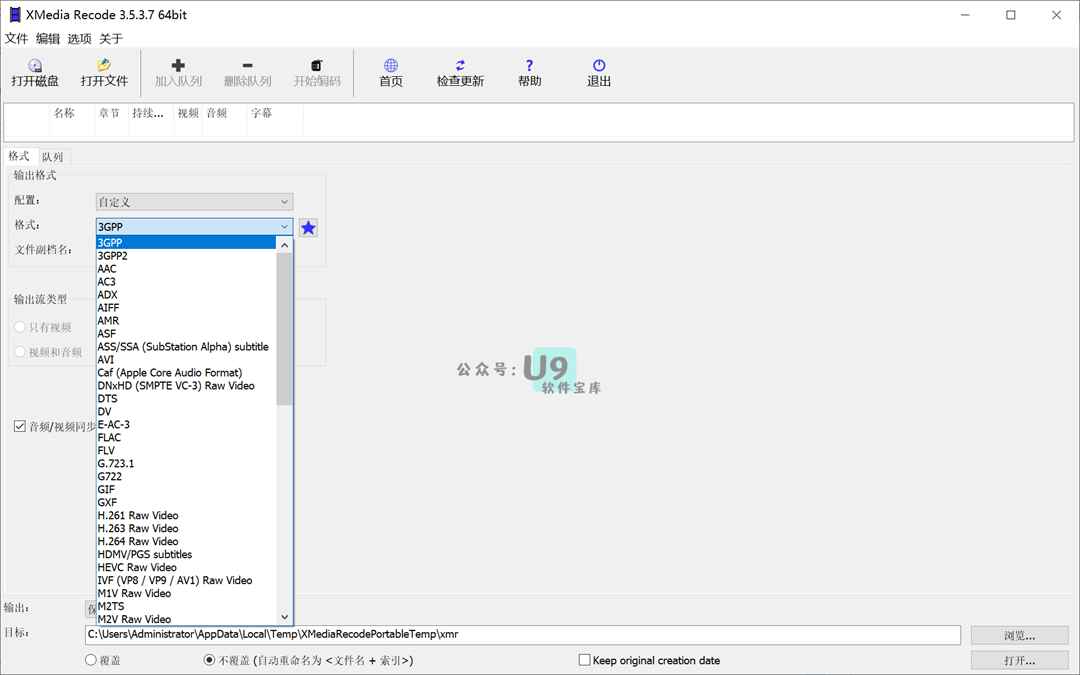 XMedia Recode 3.5.3.7 64bit
文件 编辑 选项 关于
打开磁盘 打开文件 加入队列 删除队列 开始编码 首页 检查更新 帮助 退出
名称 章节 持续... 视频 音频 字幕
格式 队列
输出格式
配置: 自定义
格式: 3GPP
文件副档名:
3GPP
3GPP2
AAC
AC3
ADX
AIFF
AMR
ASF
ASS/SSA (SubStation Alpha) subtitle
AVI
Caf (Apple Core Audio Format)
DNxHD (SMPTE VC-3) Raw Video
DTS
DV
E-AC-3
FLAC
FLV
G.723.1
G722
GIF
GXF
H.261 Raw Video
H.263 Raw Video
H.264 Raw Video
HDMV/PGS subtitles
HEVC Raw Video
IVF (VP8 / VP9 / AV1) Raw Video
M1V Raw Video
M2TS
M2V Raw Video
输出流类型
只有视频
视频和音频
音频/视频同步
公众号: U9
软件宝库
输出:
目标: C:\Users\Administrator\AppData\Local\Temp\XMediaRecodePortableTemp\xmr 浏览...
覆盖 不覆盖 (自动重命名为 <文件名 + 索引>) Keep original creation date 打开...